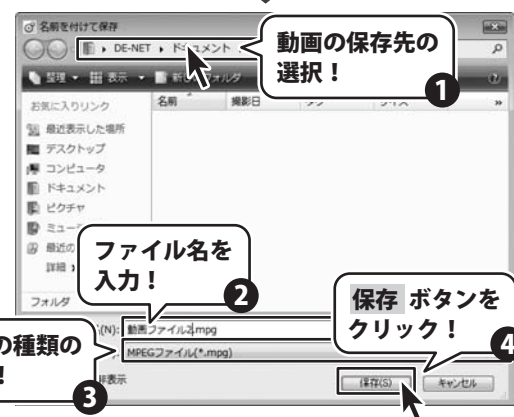 名前を付けて保存
DE-NET ▸ ドキュメント
動画の保存先の
選択！
1
整理 表示
名前 撮影日 サイズ
お気に入りリンク
最近表示した場所
デスクトップ
コンピュータ
ドキュメント
ピクチャ
最近の
詳細
フォルダ
ファイル名を
入力！
2
(N): 動画ファイル2.mpg
MPEGファイル(*.mpg)
の種類の
！
3
保存 ボタンを
クリック！
4
保存(S) キャンセル